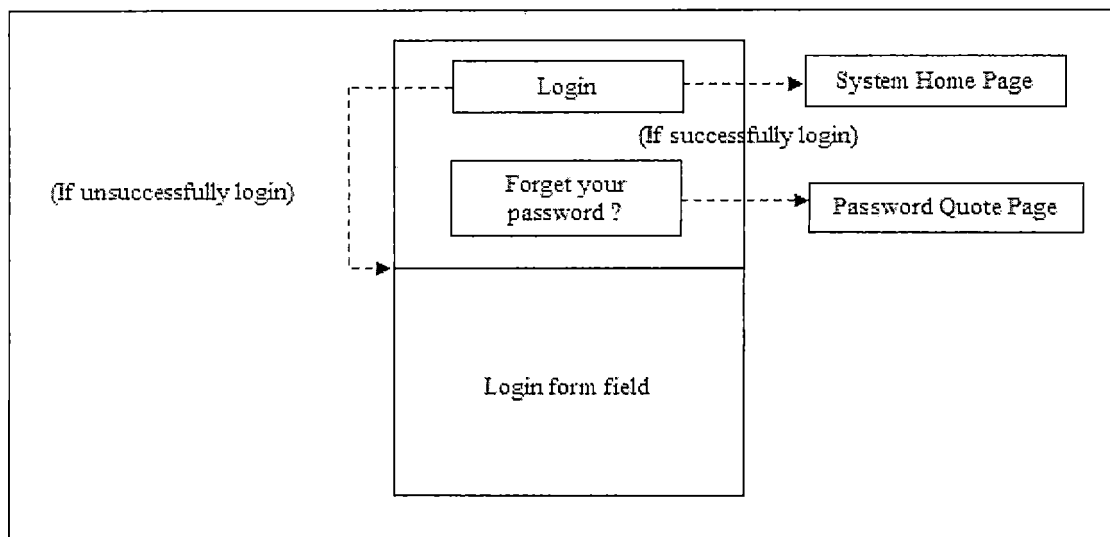 Login
System Home Page
(If successfully login)
(If unsuccessfully login)
Forget your
password ?
Password Quote Page
Login form field